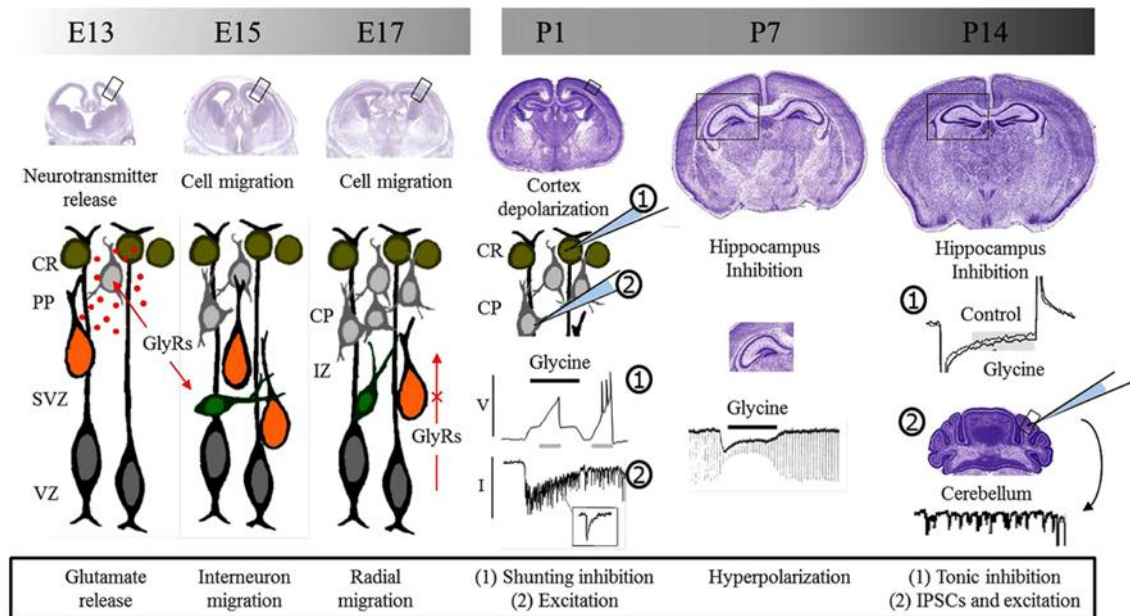 E13
E15
E17
P1
P7
P14
Neurotransmitter
release
Cell migration
Cell migration
Cortex
depolarization
Hippocampus
Inhibition
Hippocampus
Inhibition
CR
PP
GlyRs
SVZ
VZ
CP
IZ
GlyRs
1
CR
2
CP
Glycine
V
1
I
2
Glycine
1
Control
Glycine
2
Cerebellum
Glutamate
release
Interneuron
migration
Radial
migration
(1) Shunting inhibition
(2) Excitation
Hyperpolarization
(1) Tonic inhibition
(2) IPSCs and excitation